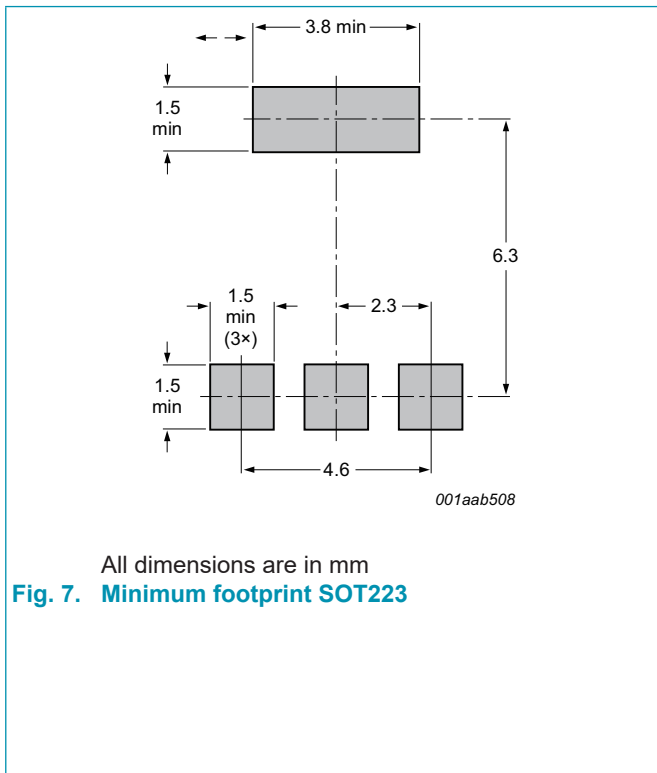 3.8 min
1.5
min
6.3
1.5
min
(3×)
2.3
1.5
min
4.6
001aab508
All dimensions are in mm
Fig. 7. Minimum footprint SOT223